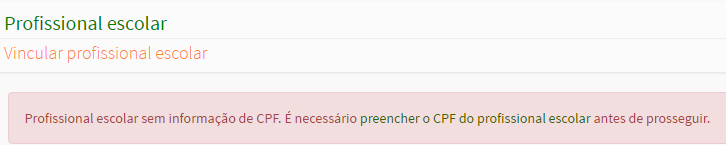 Profissional escolar
Vincular profissional escolar
Profissional escolar sem informação de CPF. É necessário preencher o CPF do profissional escolar antes de prosseguir.